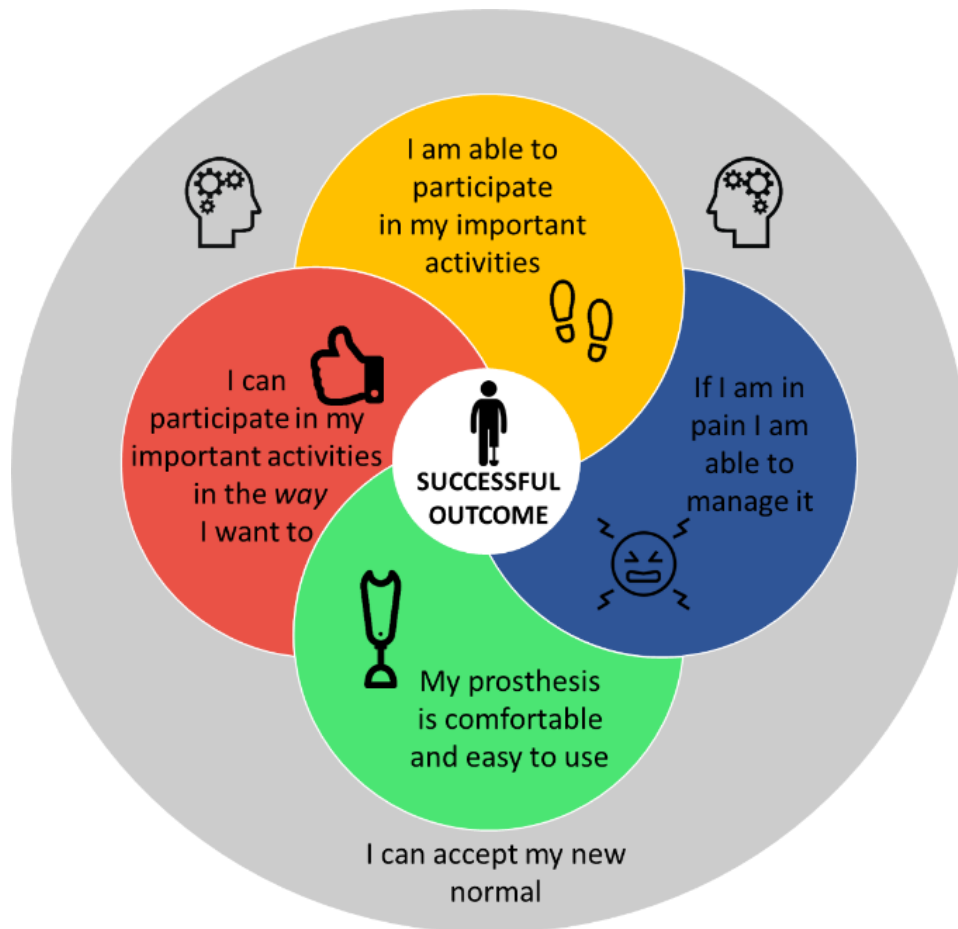 I am able to
participate
in my important
activities
I can
participate in my
important activities
in the way
I want to
If I am in
pain I am
able to
manage it
SUCCESSFUL
OUTCOME
My prosthesis
is comfortable
and easy to use
I can accept my new
normal